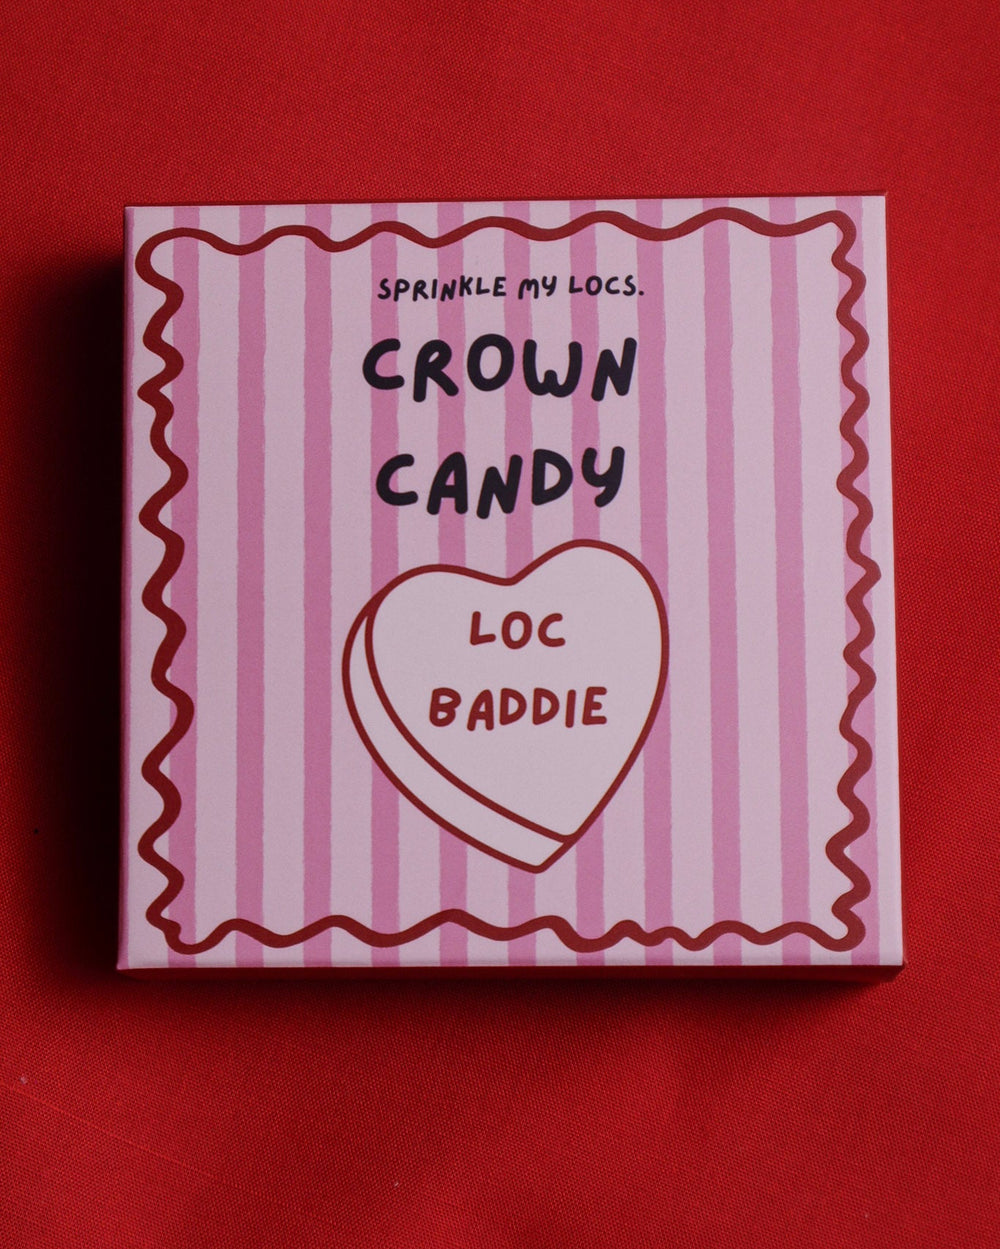 SPRINKLE MY LOCS.
CROWN
CANDY
LOC
BADDIE